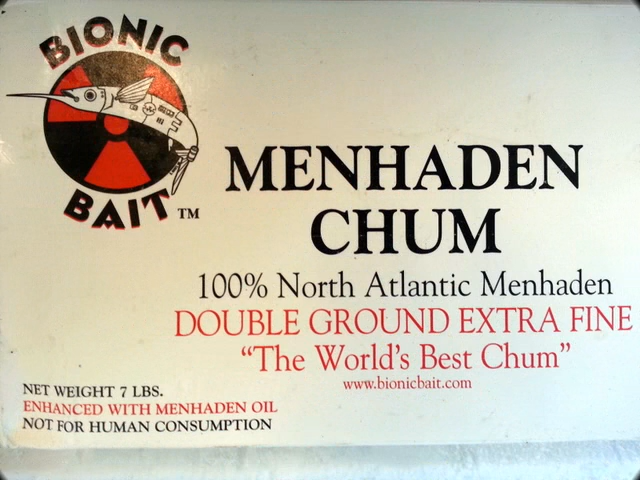 BIONIC
BAIT TM
MENHADEN
CHUM
100% North Atlantic Menhaden
DOUBLE GROUND EXTRA FINE
“The World's Best Chum”
www.bionicbait.com
NET WEIGHT 7 LBS.
ENHANCED WITH MENHADEN OIL
NOT FOR HUMAN CONSUMPTION